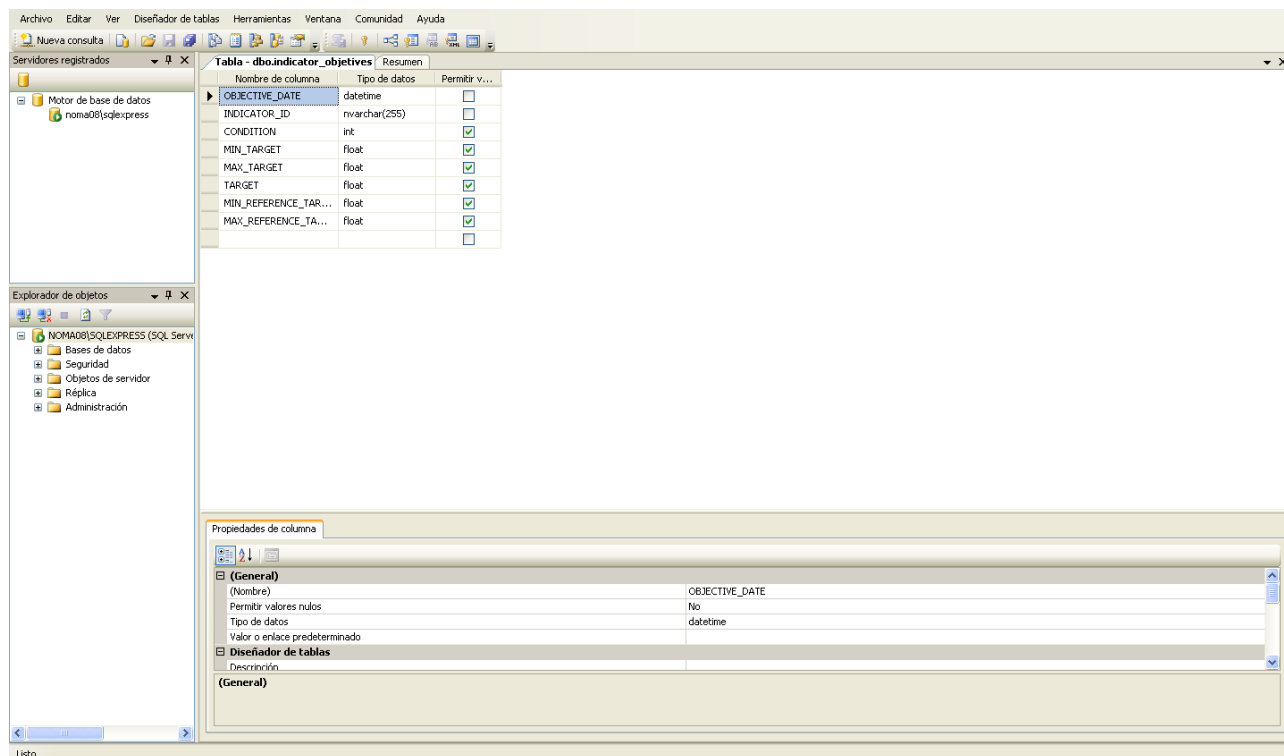 Archivo Editar Ver Diseñador de tablas Herramientas Ventana Comunidad Ayuda
Nueva consulta
Servidores registrados
Motor de base de datos
noma08\sqlexpress
Explorador de objetos
NOMA08\SQLEXPRESS (SQL Serve
Bases de datos
Seguridad
Objetos de servidor
Réplica
Administración
Tabla - dbo.indicator_objetives Resumen
Nombre de columna Tipo de datos Permitir v...
OBJECTIVE_DATE datetime
INDICATOR_ID nvarchar(255)
CONDITION int
MIN_TARGET float
MAX_TARGET float
TARGET float
MIN_REFERENCE_TAR... float
MAX_REFERENCE_TA... float
Propiedades de columna
(General)
(Nombre) OBJECTIVE_DATE
Permitir valores nulos No
Tipo de datos datetime
Valor o enlace predeterminado
Diseñador de tablas
Descripción
(General)
Listo